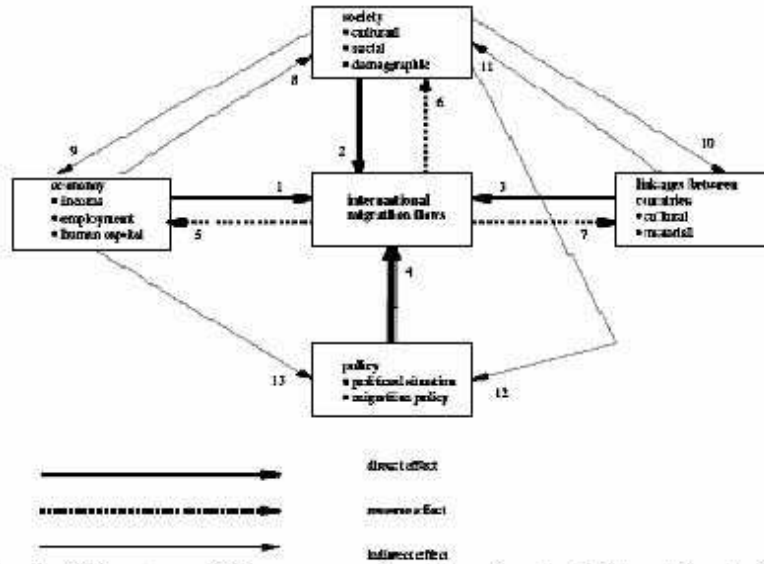 society
• cultural
• social
• damographic
8
11
9
6
10
2
economy
• income
• employment
• human capital
1
international
migration flows
3
linkages between
countries
• cultural
• material
5
7
4
policy
• political situation
• migration policy
13
12
direct effect
reverse effect
indirect effect